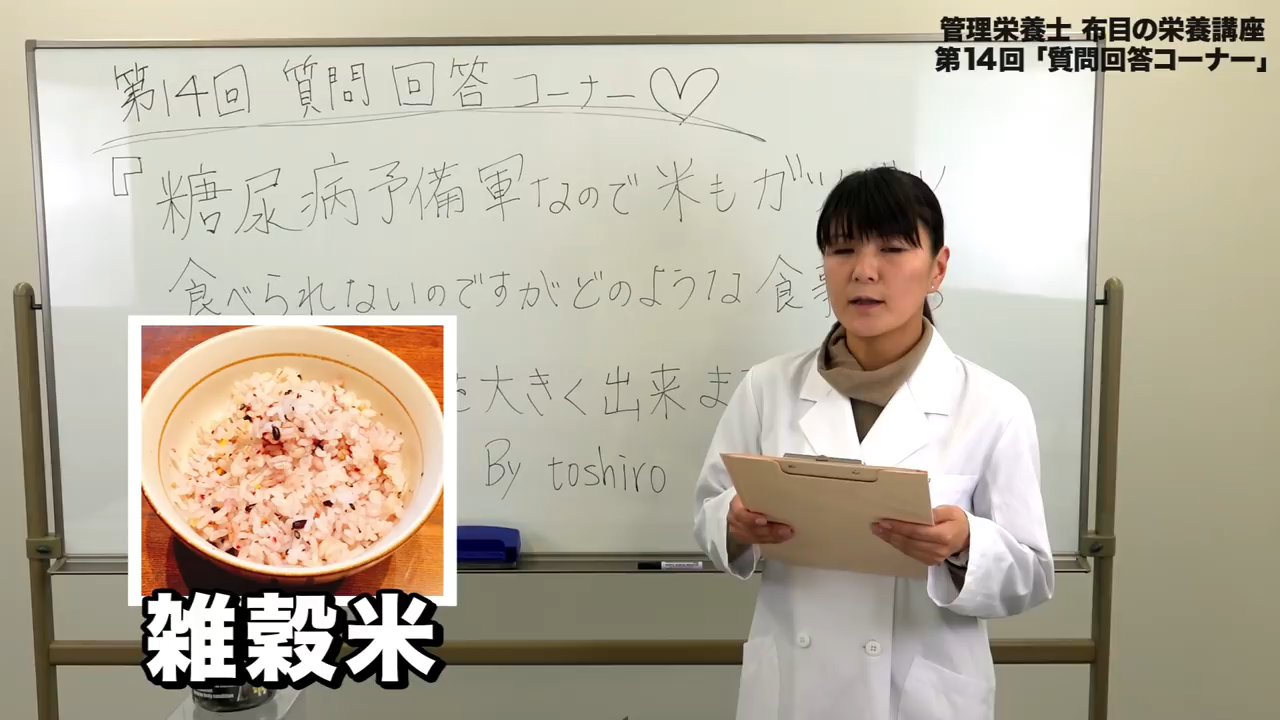 管理栄養士 布目の栄養講座
第14回「質問回答コーナー」
第14回 質問回答コーナー♡
『糖尿病予備軍なので米もガ
食べられないのですがどのような食事
を大きく出来ま
By toshiro
雑穀米